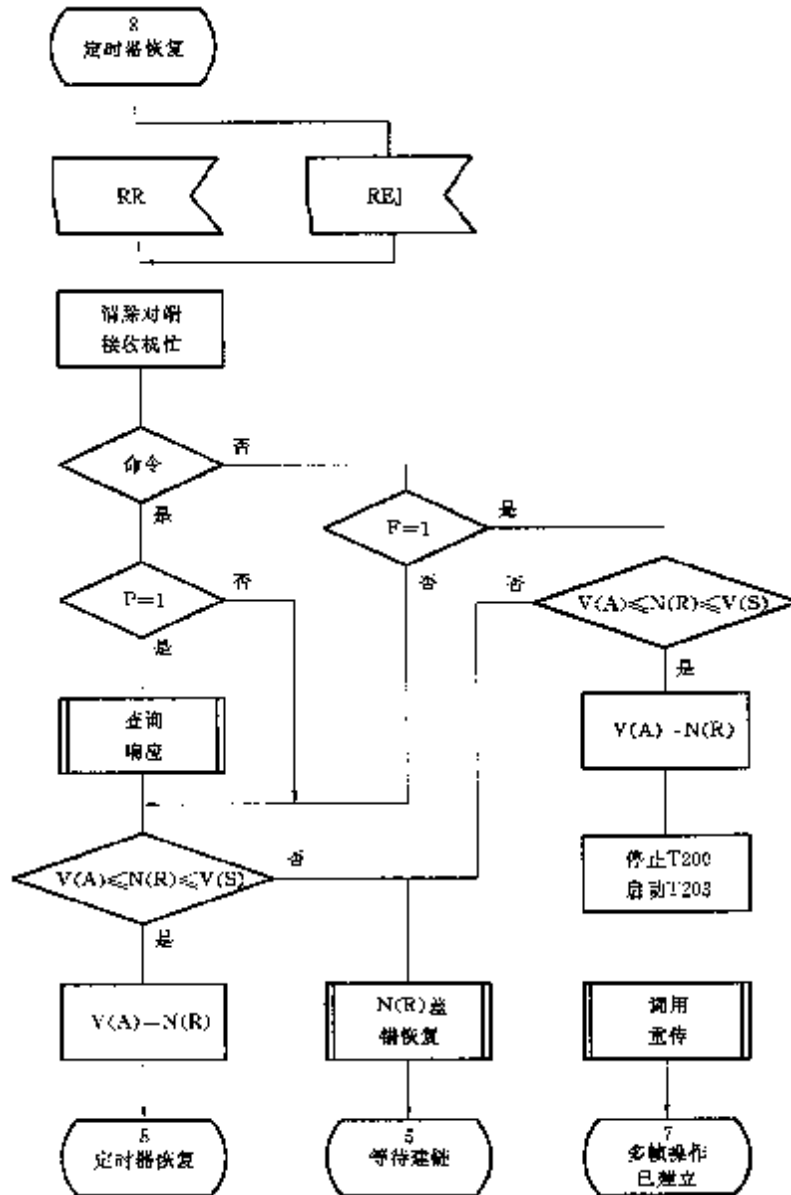 8
定时器恢复
RR
REJ
清除对端
接收机忙
命令
否
是
F=1
是
否
P=1
否
是
否
V(A)≤N(R)≤V(S)
是
查询
响应
V(A) -N(R)
V(A)≤N(R)≤V(S)
否
是
停止T200
启动T203
V(A)—N(R)
N(R)差
错恢复
调用
重传
8
定时器恢复
5
等待建链
7
多帧操作
已建立